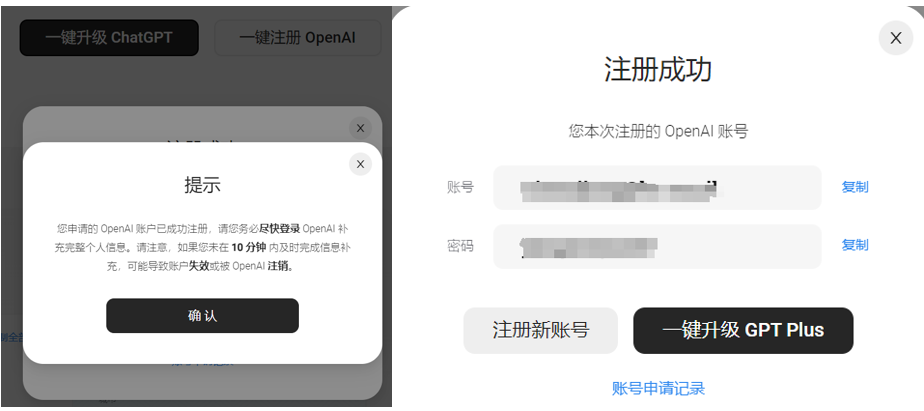 一键升级 ChatGPT
一键注册 OpenAI
X
X
提示
您申请的 OpenAI 账户已成功注册，请您务必尽快登录 OpenAI 补
充完整个人信息。请注意，如果您未在 10 分钟 内及时完成信息补
充，可能导致账户失效或被 OpenAI 注销。
确 认
X
注册成功
您本次注册的 OpenAI 账号
账号
复制
密码
复制
注册新账号
一键升级 GPT Plus
账号申请记录